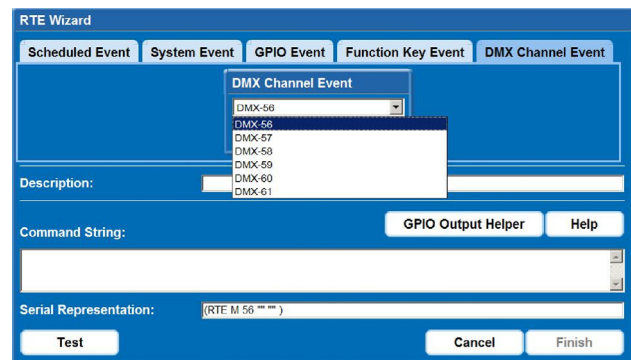 RTE Wizard
Scheduled Event System Event GPIO Event Function Key Event DMX Channel Event
DMX Channel Event
DMX-56
DMX-56
DMX-57
DMX-58
DMX-59
DMX-60
DMX-61
Description:
GPIO Output Helper Help
Command String:
Serial Representation: (RTE M 56 "" "" )
Test Cancel Finish